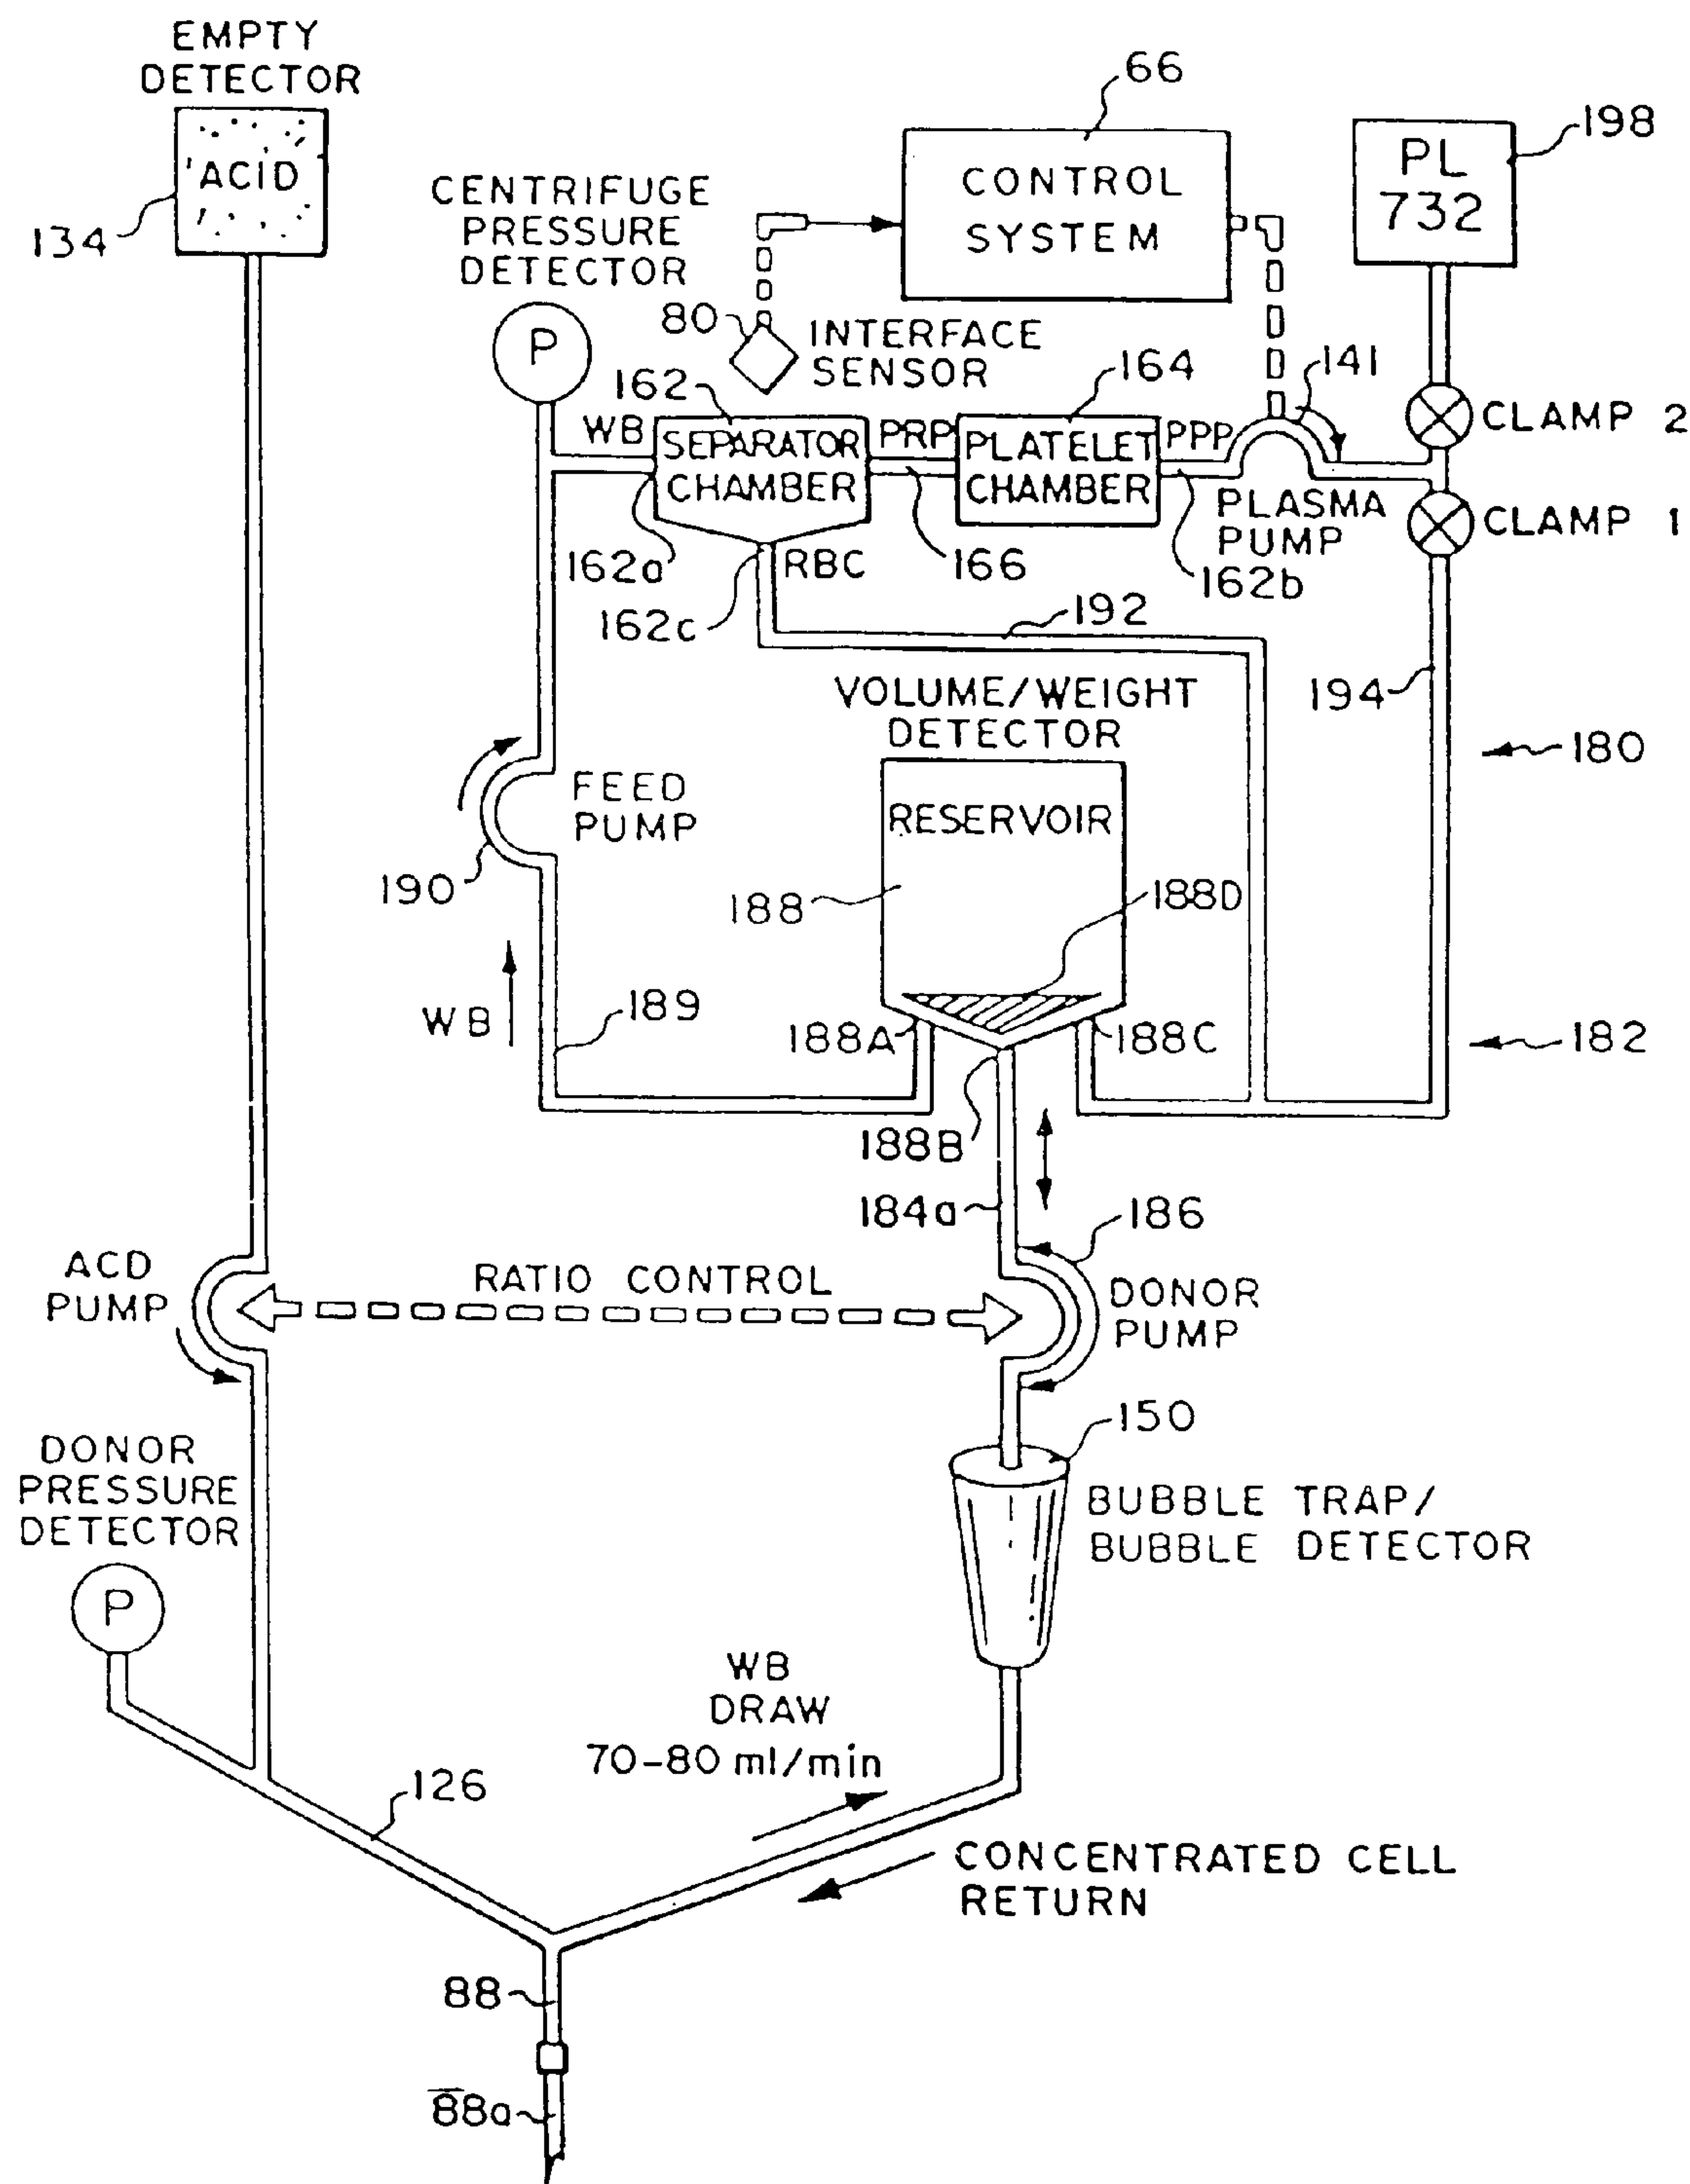 EMPTY
DETECTOR
ACID
134
CENTRIFUGE
PRESSURE
DETECTOR
P
66
CONTROL
SYSTEM
198
PL
732
80
INTERFACE
SENSOR
162
164
141
CLAMP 2
WB
SEPARATOR
CHAMBER
PRP
PLATELET
CHAMBER
PPP
PLASMA
PUMP
CLAMP 1
162a
RBC
166
162b
162c
192
194
VOLUME/WEIGHT
DETECTOR
180
FEED
PUMP
RESERVOIR
190
188
188D
WB
189
188A
188C
182
188B
184a
186
ACD
PUMP
RATIO CONTROL
DONOR
PUMP
150
DONOR
PRESSURE
DETECTOR
BUBBLE TRAP/
BUBBLE DETECTOR
P
WB
DRAW
70-80 ml/min
126
CONCENTRATED CELL
RETURN
88
88a